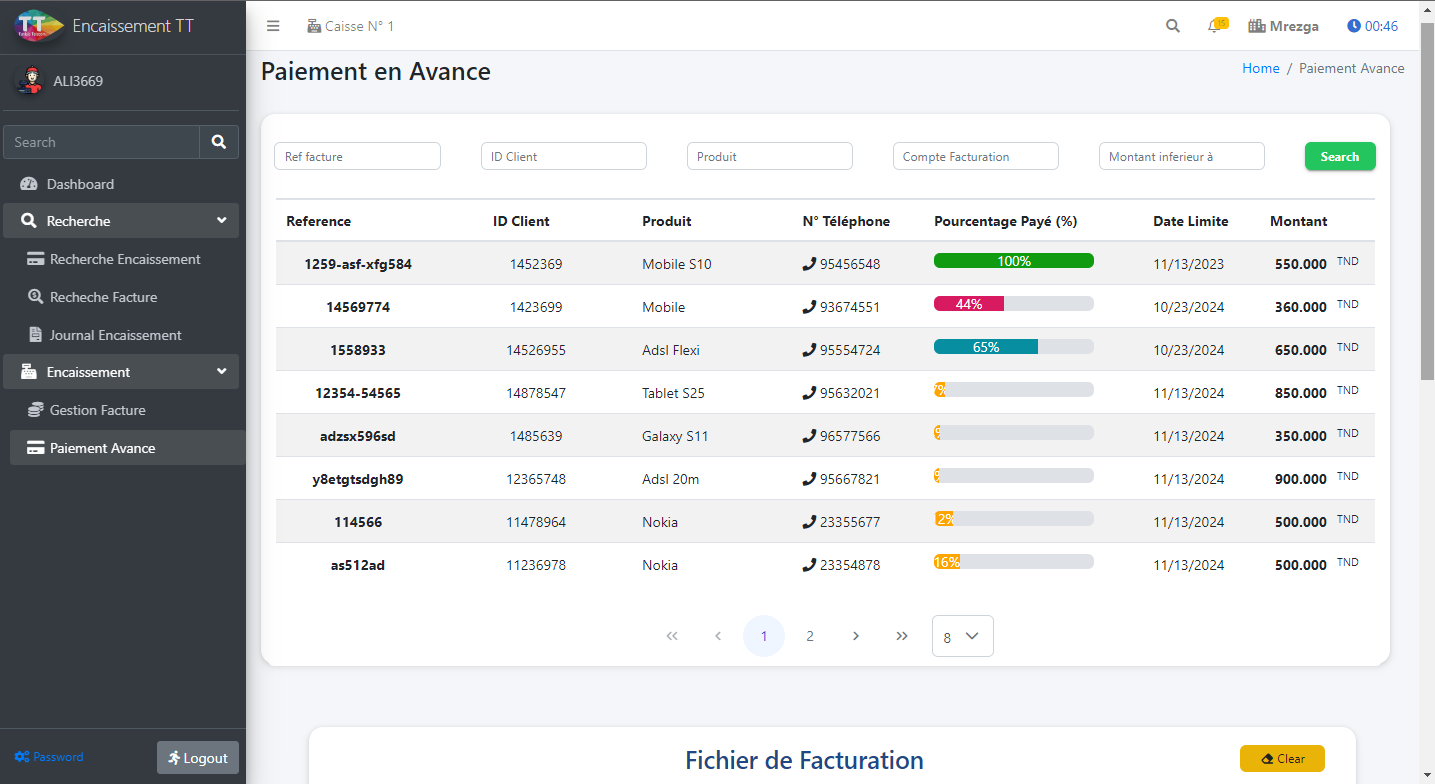 TT
Encaissement TT
ALI3669
Search
Dashboard
Recherche
Recherche Encaissement
Recheche Facture
Journal Encaissement
Encaissement
Gestion Facture
Paiement Avance
Password
Logout
Caisse N° 1
15
Mrezga
00:46
Paiement en Avance
Home / Paiement Avance
Ref facture ID Client Produit Compte Facturation Montant inferieur à Search
Reference ID Client Produit N° Téléphone Pourcentage Payé (%) Date Limite Montant
1259-asf-xfg584 1452369 Mobile S10 95456548 100% 11/13/2023 550.000 TND
14569774 1423699 Mobile 93674551 44% 10/23/2024 360.000 TND
1558933 14526955 Adsl Flexi 95554724 65% 10/23/2024 650.000 TND
12354-54565 14878547 Tablet S25 95632021 7% 11/13/2024 850.000 TND
adzsx596sd 1485639 Galaxy S11 96577566 11/13/2024 350.000 TND
y8etgtsdgh89 12365748 Adsl 20m 95667821 11/13/2024 900.000 TND
114566 11478964 Nokia 23355677 2% 11/13/2024 500.000 TND
as512ad 11236978 Nokia 23354878 16% 11/13/2024 500.000 TND
1 2 8
Fichier de Facturation
Clear